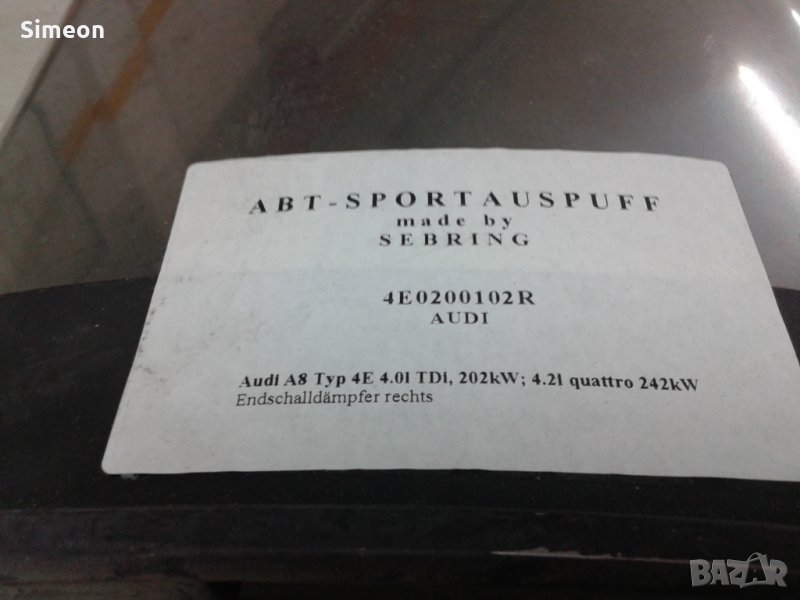 Simeon
ABT-SPORTAUSPUFF
made by
SEBRING
4E0200102R
AUDI
Audi A8 Typ 4E 4.0l TDi, 202kW; 4.2l quattro 242kW
Endschalldämpfer rechts
BAZAR